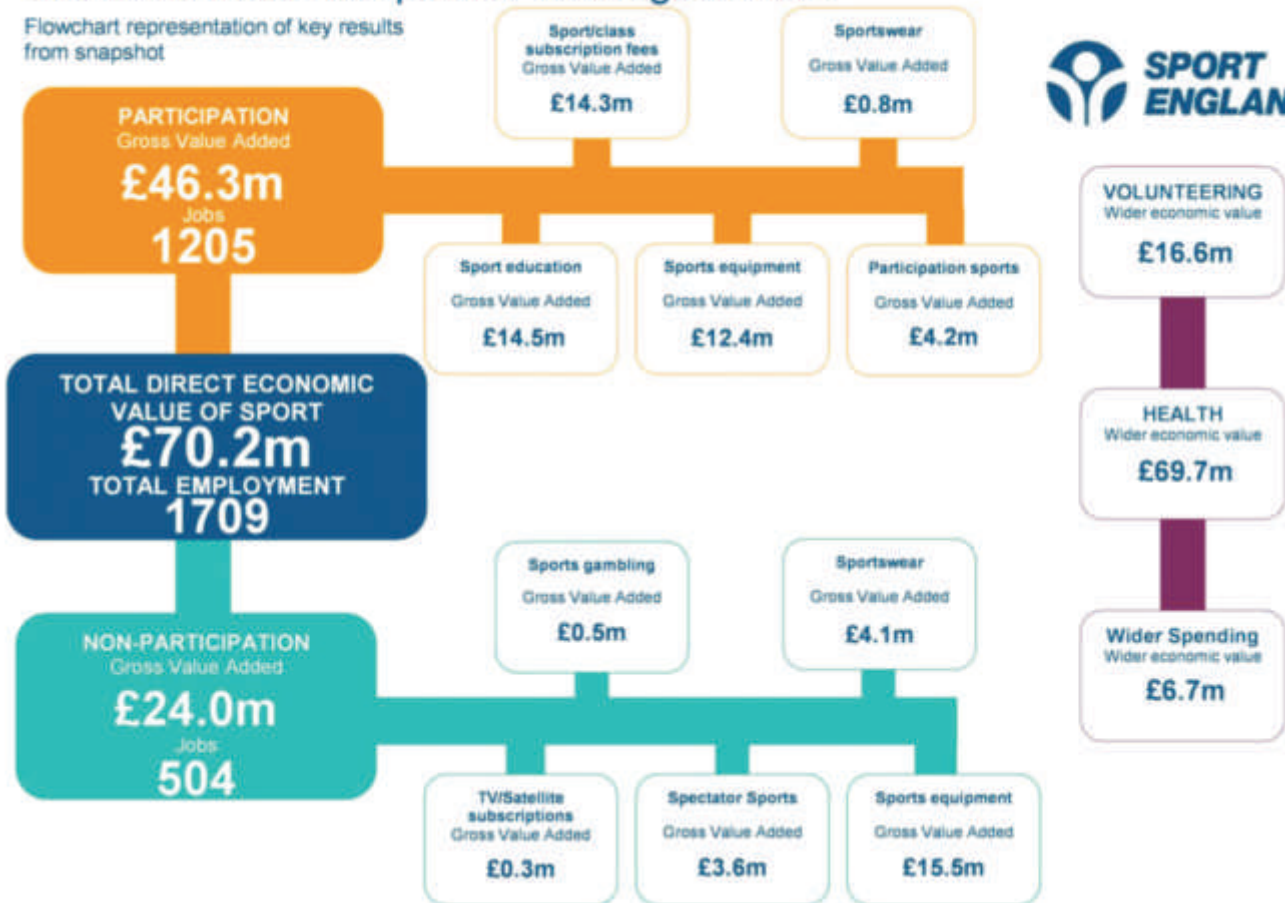 Flowchart representation of key results
from snapshot
SPORT
ENGLAN
PARTICIPATION
Gross Value Added
£46.3m
Jobs
1205
Sport/class
subscription fees
Gross Value Added
£14.3m
Sportswear
Gross Value Added
£0.8m
Sport education
Gross Value Added
£14.5m
Sports equipment
Gross Value Added
£12.4m
Participation sports
Gross Value Added
£4.2m
TOTAL DIRECT ECONOMIC
VALUE OF SPORT
£70.2m
TOTAL EMPLOYMENT
1709
NON-PARTICIPATION
Gross Value Added
£24.0m
Jobs
504
Sports gambling
Gross Value Added
£0.5m
Sportswear
Gross Value Added
£4.1m
TV/Satellite
subscriptions
Gross Value Added
£0.3m
Spectator Sports
Gross Value Added
£3.6m
Sports equipment
Gross Value Added
£15.5m
VOLUNTEERING
Wider economic value
£16.6m
HEALTH
Wider economic value
£69.7m
Wider Spending
Wider economic value
£6.7m